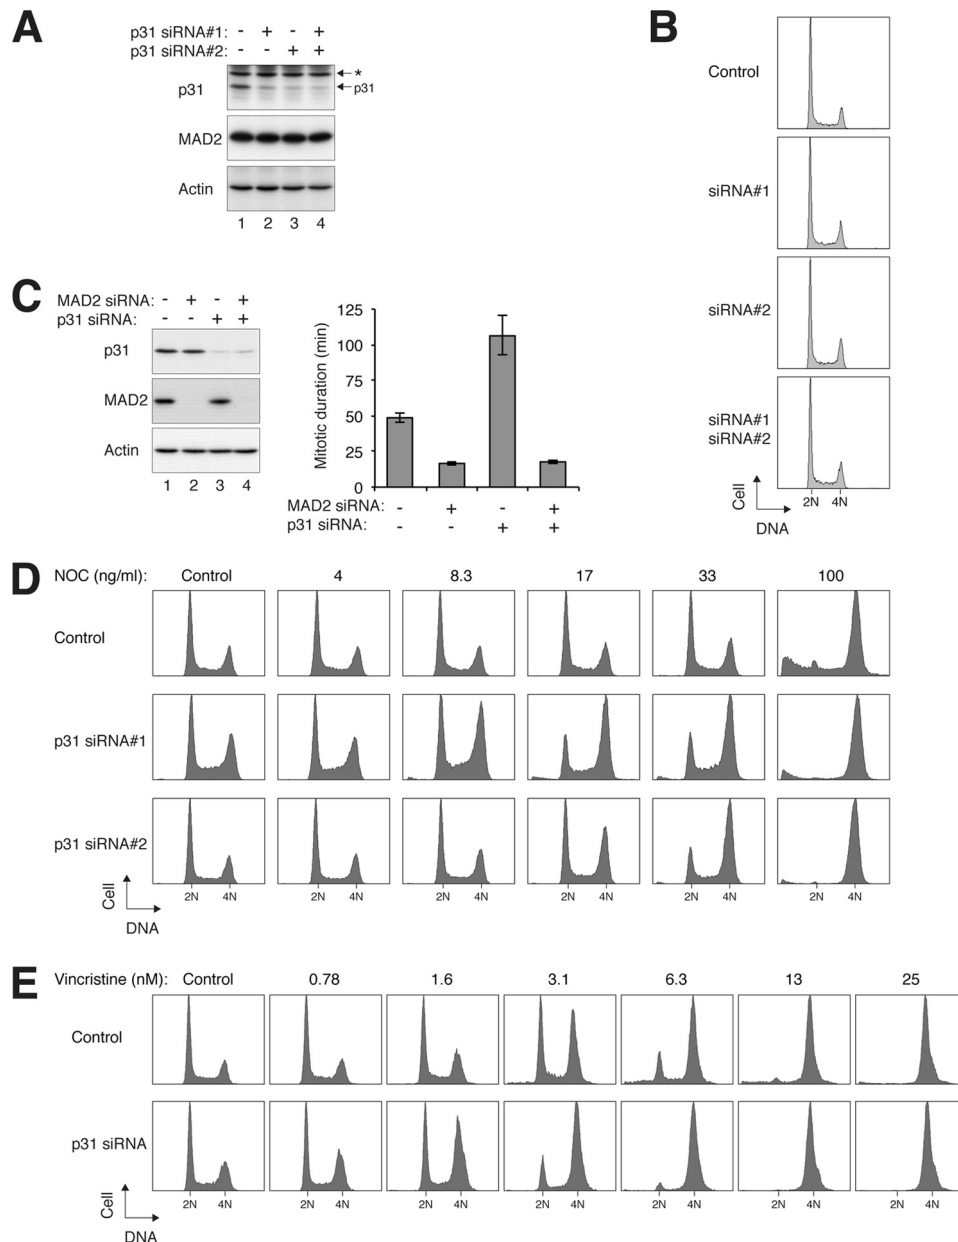 A
p31 siRNA#1: - + - +
p31 siRNA#2: - - + +
p31
*
p31
MAD2
Actin
1 2 3 4
B
Control
siRNA#1
siRNA#2
siRNA#1
siRNA#2
Cell
2N 4N
DNA
C
MAD2 siRNA: - + - +
p31 siRNA: - - + +
p31
MAD2
Actin
1 2 3 4
Mitotic duration (min)
125
100
75
50
25
0
MAD2 siRNA: - + - +
p31 siRNA: - - + +
D
NOC (ng/ml): Control 4 8.3 17 33 100
Control
p31 siRNA#1
p31 siRNA#2
Cell
2N 4N 2N 4N 2N 4N 2N 4N 2N 4N 2N 4N
DNA
E
Vincristine (nM): Control 0.78 1.6 3.1 6.3 13 25
Control
p31 siRNA
Cell
2N 4N 2N 4N 2N 4N 2N 4N 2N 4N 2N 4N 2N 4N
DNA